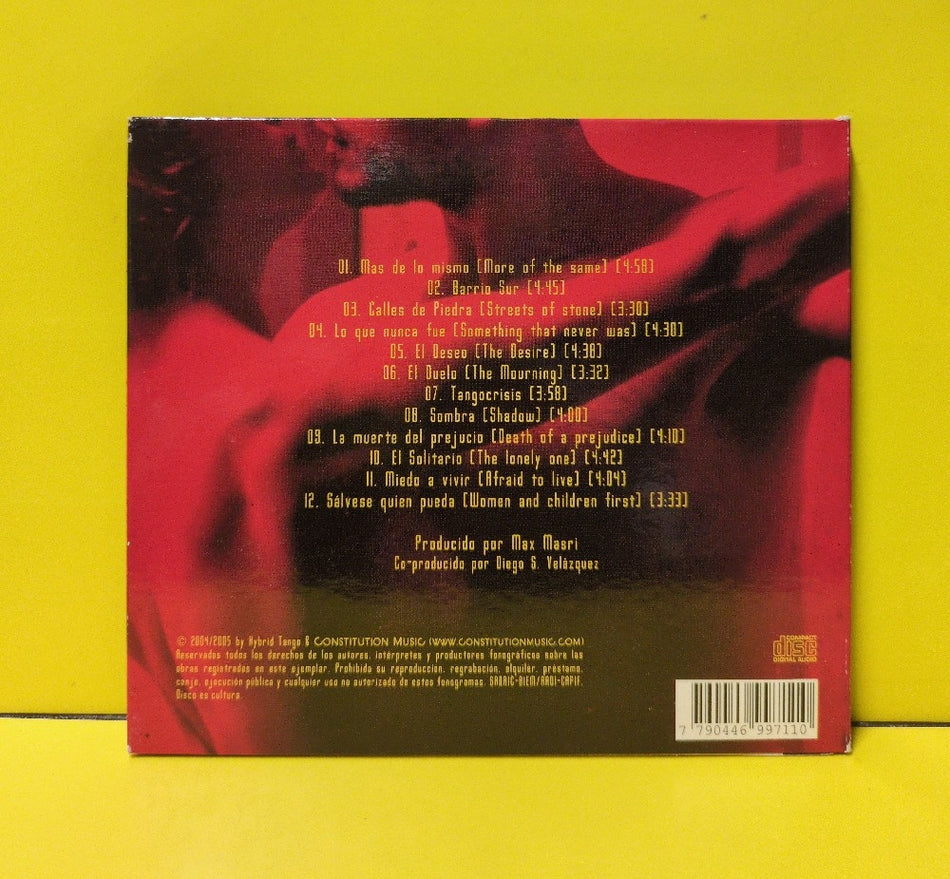 01. Mas de lo mismo [More of the same] [4:58]
02. Barrio Sur [4:45]
03. Calles de Piedra [Streets of stone] [3:30]
04. Lo que nunca fue [Something that never was] [4:30]
05. El Deseo [The Desire] [4:38]
06. El Duelo [The Mourning] [3:32]
07. Tangocrisis [3:58]
08. Sombra [Shadow] [4:00]
09. La muerte del prejucio [Death of a prejudice] [4:10]
10. El Solitario [The lonely one] [4:42]
11. Miedo a vivir [Afraid to live] [4:04]
12. Sálvese quien pueda [Women and children first] [3:33]
Producido por Max Masri
Co-producido por Diego S. Velázquez
© 2004/2005 by Hybrid Tango & CONSTITUTION MUSIC (WWW.CONSTITUTIONMUSIC.COM)
Reservados todos los derechos de los autores, intérpretes y productores fonográficos sobre las
obras registradas en este ejemplar. Prohibida su reproducción, regrabación, alquiler, préstamo,
canje, ejecución pública y cualquier uso no autorizado de estos fonogramas. SADAIC-BIEM/AADI-CAPIF.
Disco es cultura.
COMPACT
disc
DIGITAL AUDIO
7 790446 997110